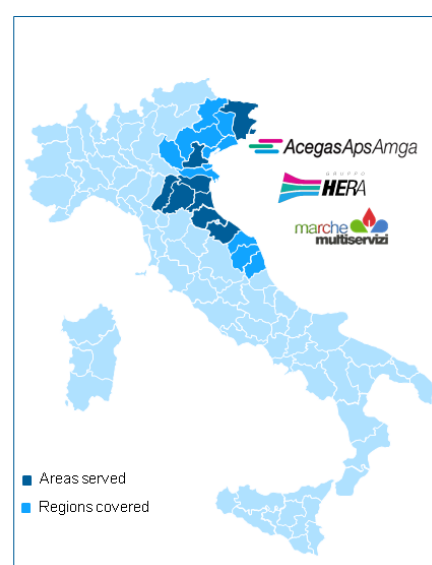 AcegasApsAmga
GRUPPO
HERA
marche
multiservizi
Areas served
Regions covered